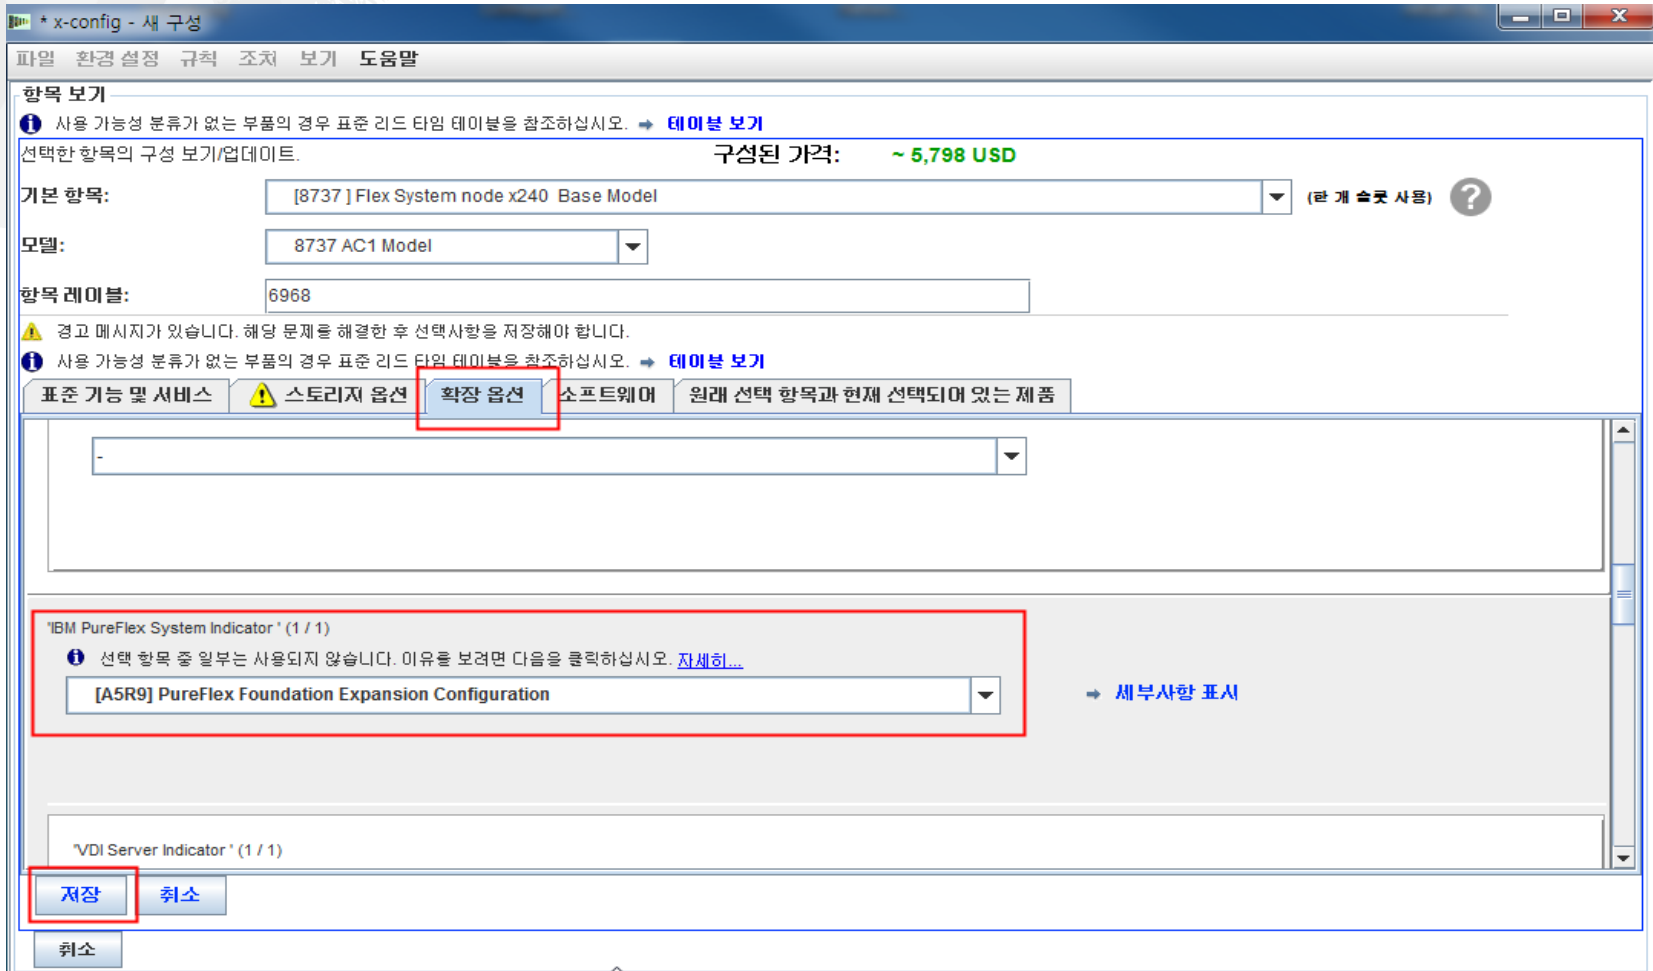 * x-config - 새 구성
파일 환경 설정 규칙 조치 보기 도움말
항목 보기
사용 가능성 분류가 없는 부품의 경우 표준 리드 타임 테이블을 참조하십시오. ➡ 테이블 보기
선택한 항목의 구성 보기/업데이트. 구성된 가격: ~ 5,798 USD
기본 항목: [8737 ] Flex System node x240 Base Model (한 개 슬롯 사용) ?
모델: 8737 AC1 Model
항목 레이블: 6968
경고 메시지가 있습니다. 해당 문제를 해결한 후 선택사항을 저장해야 합니다.
사용 가능성 분류가 없는 부품의 경우 표준 리드 타임 테이블을 참조하십시오. ➡ 테이블 보기
표준 기능 및 서비스 스토리지 옵션 확장 옵션 소프트웨어 원래 선택 항목과 현재 선택되어 있는 제품
-
'IBM PureFlex System Indicator ' (1 / 1)
선택 항목 중 일부는 사용되지 않습니다. 이유를 보려면 다음을 클릭하십시오. 자세히...
[A5R9] PureFlex Foundation Expansion Configuration ➡ 세부사항 표시
'VDI Server Indicator ' (1 / 1)
저장 취소
취소